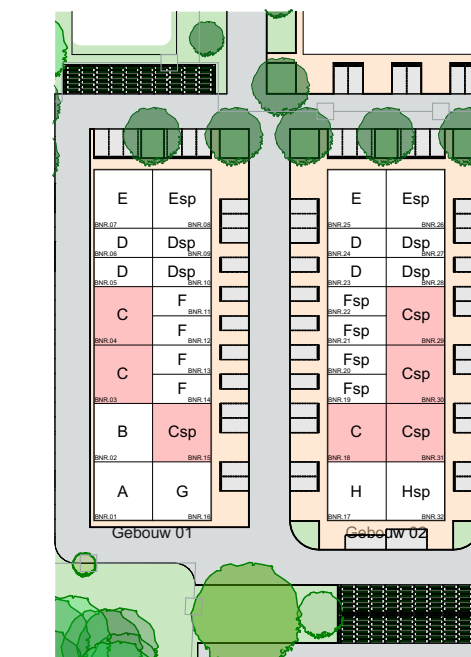 E Esp
BNR.07 BNR.08
D Dsp
BNR.06 BNR.09
D Dsp
BNR.05 BNR.10
C F
BNR.11
F
BNR.04 BNR.12
C F
BNR.13
F
BNR.03 BNR.14
B Csp
BNR.02 BNR.15
A G
BNR.01 BNR.16
Gebouw 01
E Esp
BNR.25 BNR.26
D Dsp
BNR.24 BNR.27
D Dsp
BNR.23 BNR.28
Fsp Csp
BNR.22
Fsp
BNR.21 BNR.29
Fsp Csp
BNR.20
Fsp
BNR.19 BNR.30
C Csp
BNR.18 BNR.31
H Hsp
BNR.17 BNR.32
Gebouw 02